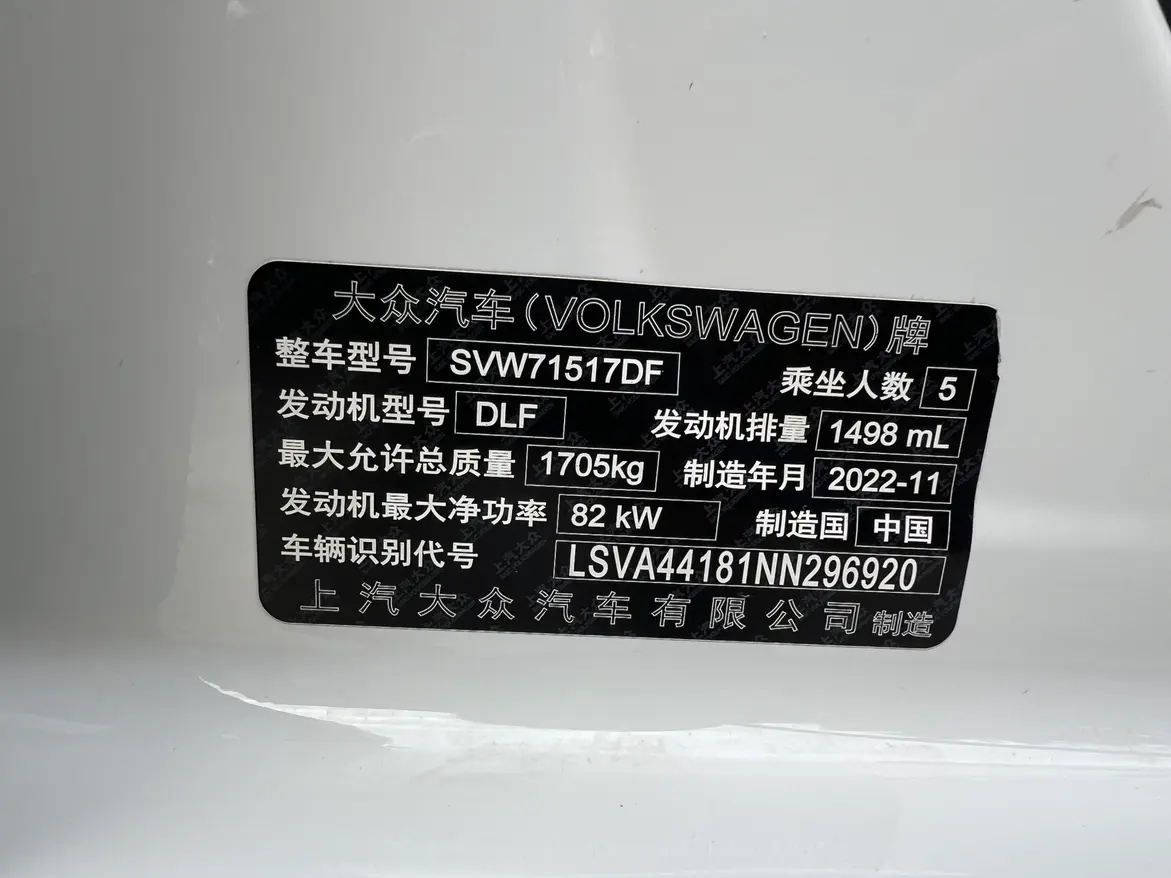 大众汽车(VOLKSWAGEN)牌
整车型号 SVW71517DF 乘坐人数 5
发动机型号 DLF 发动机排量 1498 mL
最大允许总质量 1705kg 制造年月 2022-11
发动机最大净功率 82 kW 制造国 中国
车辆识别代号 LSVA44181NN296920
上汽大众汽车有限公司 制造